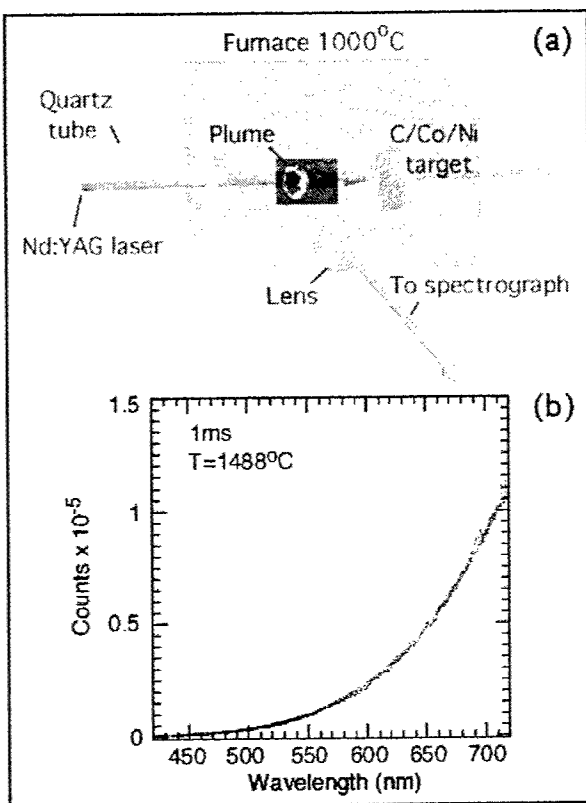 Furnace 1000°C
(a)
Quartz
tube
Plume
C/Co/Ni
target
Nd:YAG laser
Lens
To spectrograph
(b)
1.5
1ms
T=1488°C
1
0.5
0
Counts x 10⁻⁵
450 500 550 600 650 700
Wavelength (nm)